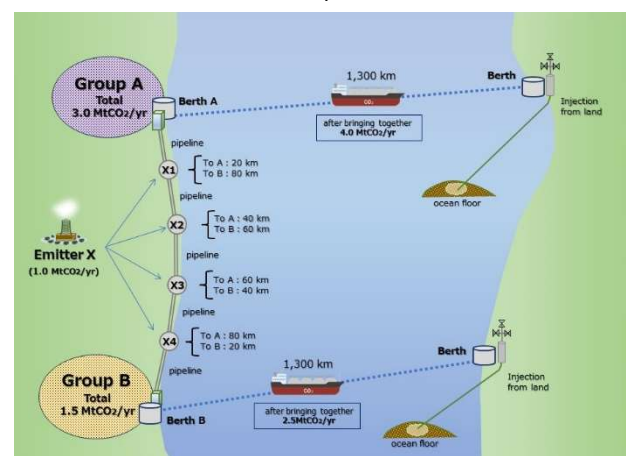 Group A
Total
3.0 MtCO₂/yr
Berth A
1,300 km
CO₂
after bringing together
4.0 MtCO₂/yr
Berth
Injection
from land
ocean floor
pipeline
X1
To A : 20 km
To B : 80 km
pipeline
X2
To A : 40 km
To B : 60 km
pipeline
Emitter X
(1.0 MtCO₂/yr)
X3
To A : 60 km
To B : 40 km
pipeline
X4
To A : 80 km
To B : 20 km
pipeline
Group B
Total
1.5 MtCO₂/yr
Berth B
1,300 km
CO₂
after bringing together
2.5MtCO₂/yr
Berth
Injection
from land
ocean floor